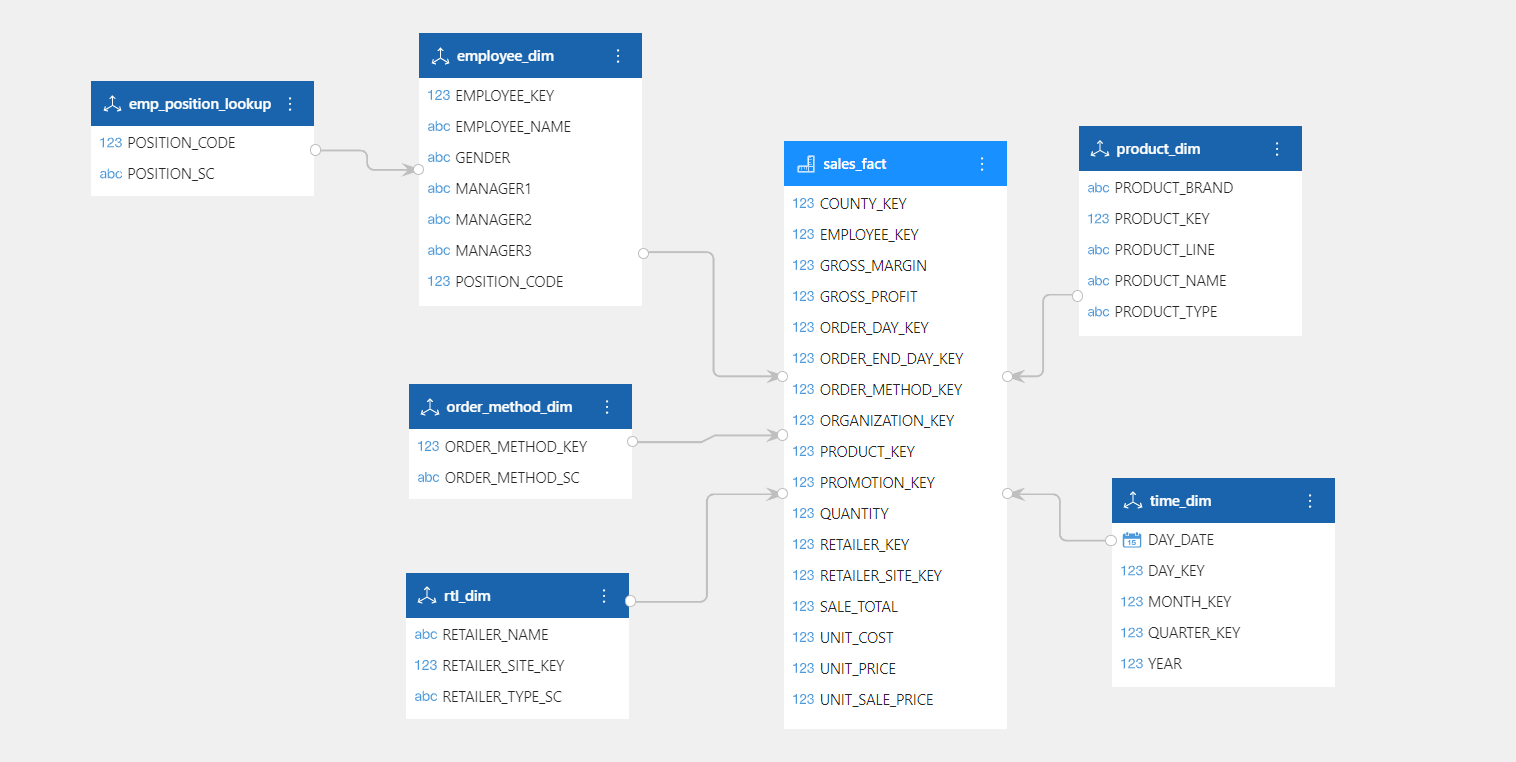 emp_position_lookup
123 POSITION_CODE
abc POSITION_SC
employee_dim
123 EMPLOYEE_KEY
abc EMPLOYEE_NAME
abc GENDER
abc MANAGER1
abc MANAGER2
abc MANAGER3
123 POSITION_CODE
order_method_dim
123 ORDER_METHOD_KEY
abc ORDER_METHOD_SC
rtl_dim
abc RETAILER_NAME
123 RETAILER_SITE_KEY
abc RETAILER_TYPE_SC
sales_fact
123 COUNTY_KEY
123 EMPLOYEE_KEY
123 GROSS_MARGIN
123 GROSS_PROFIT
123 ORDER_DAY_KEY
123 ORDER_END_DAY_KEY
123 ORDER_METHOD_KEY
123 ORGANIZATION_KEY
123 PRODUCT_KEY
123 PROMOTION_KEY
123 QUANTITY
123 RETAILER_KEY
123 RETAILER_SITE_KEY
123 SALE_TOTAL
123 UNIT_COST
123 UNIT_PRICE
123 UNIT_SALE_PRICE
product_dim
abc PRODUCT_BRAND
123 PRODUCT_KEY
abc PRODUCT_LINE
abc PRODUCT_NAME
abc PRODUCT_TYPE
time_dim
15 DAY_DATE
123 DAY_KEY
123 MONTH_KEY
123 QUARTER_KEY
123 YEAR